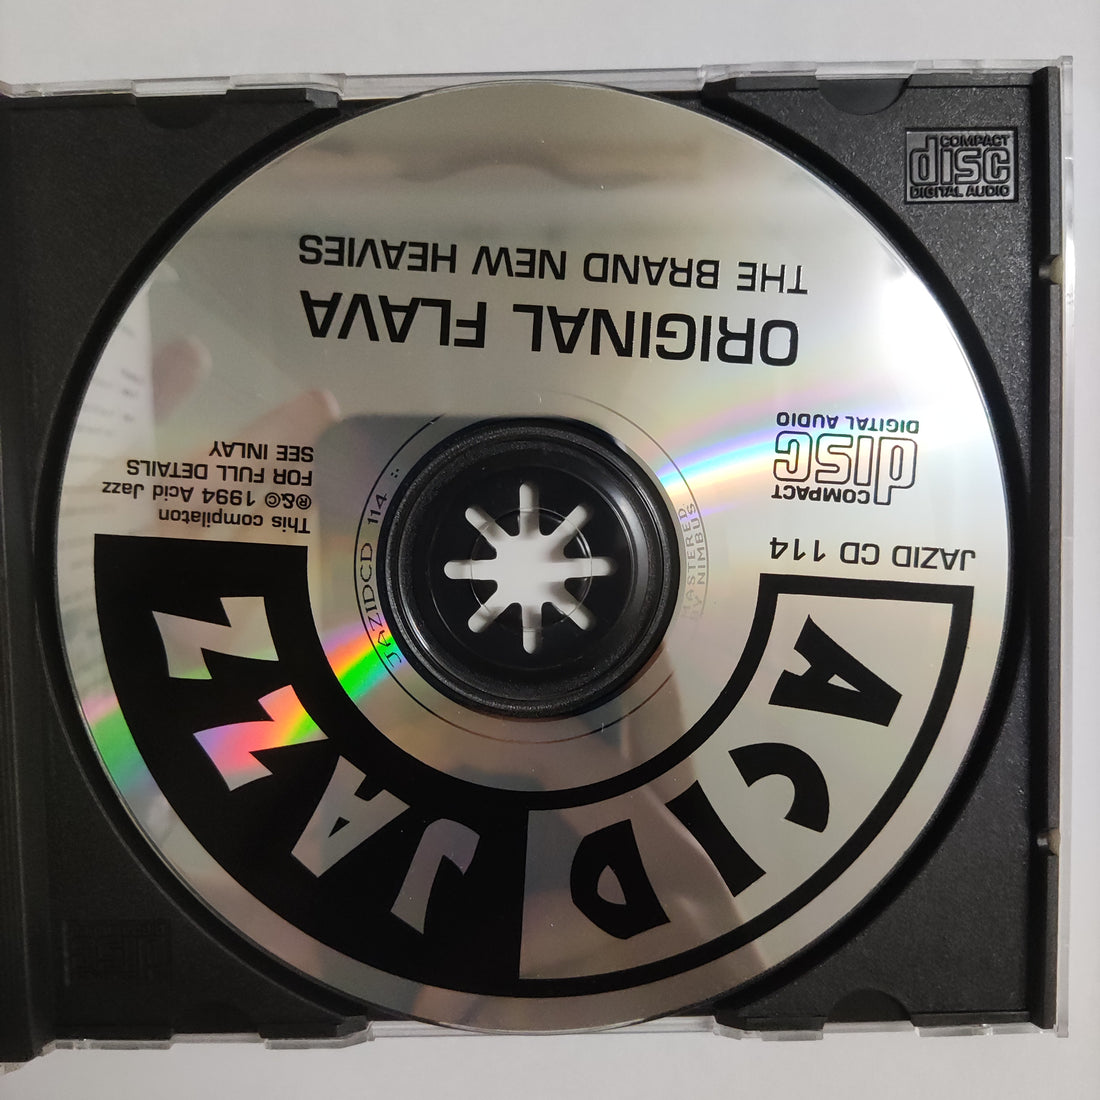 ACID JAZZ
JAZID CD 114
COMPACT
disc
DIGITAL AUDIO
This compilaton
℗&© 1994 Acid Jazz
FOR FULL DETAILS
SEE INLAY
ORIGINAL FLAVA
THE BRAND NEW HEAVIES
JAZIDCD 114
MASTERED
BY NIMBUS
COMPACT
disc
DIGITAL AUDIO